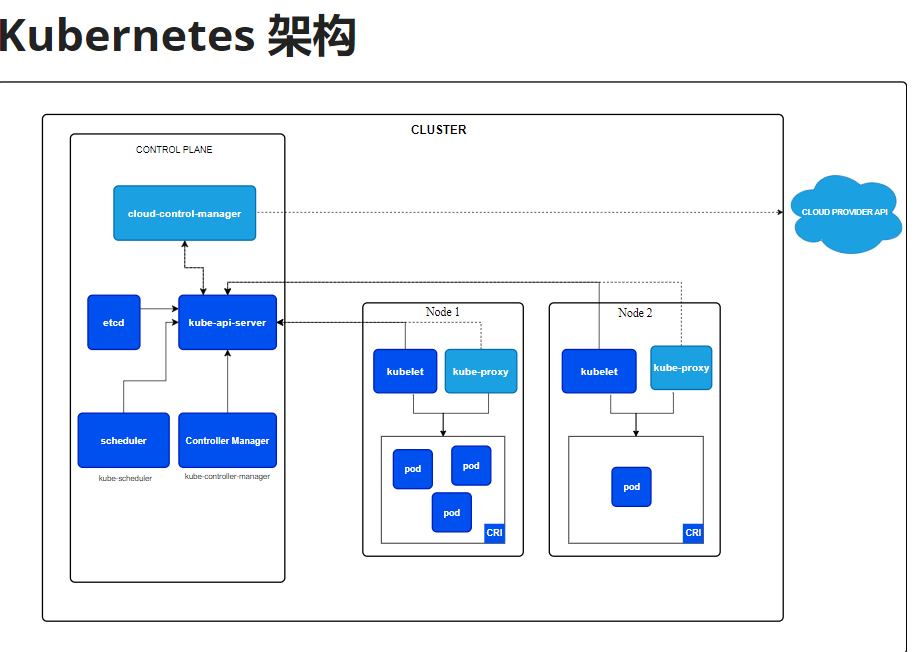 Kubernetes 架构
CLUSTER
CONTROL PLANE
cloud-control-manager
CLOUD PROVIDER API
etcd
kube-api-server
scheduler
kube-scheduler
Controller Manager
kube-controller-manager
Node 1
kubelet
kube-proxy
pod
pod
pod
CRI
Node 2
kubelet
kube-proxy
pod
CRI